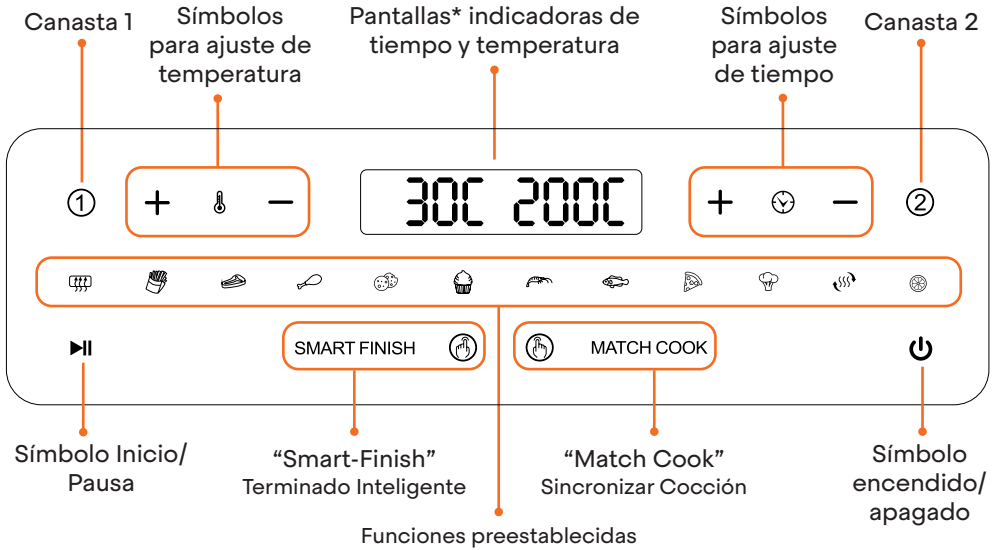 Canasta 1
Símbolos
para ajuste de
temperatura
Pantallas* indicadoras de
tiempo y temperatura
Símbolos
para ajuste
de tiempo
Canasta 2
1
+
−
30C 200C
+
−
2
SMART FINISH
MATCH COOK
Símbolo Inicio/
Pausa
“Smart-Finish”
Terminado Inteligente
“Match Cook”
Sincronizar Cocción
Símbolo
encendido/
apagado
Funciones preestablecidas